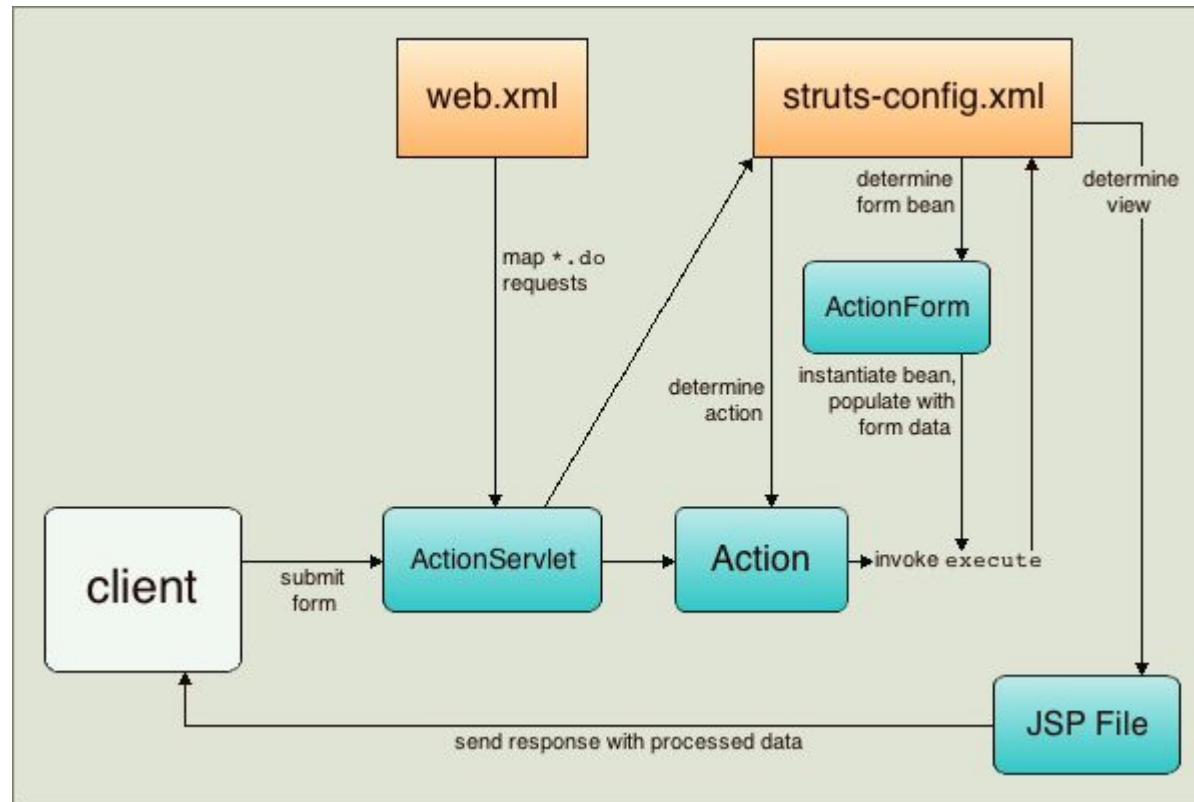 web.xml
struts-config.xml
determine
form bean
determine
view
map *.do
requests
ActionForm
instantiate bean,
populate with
form data
determine
action
client
submit
form
ActionServlet
Action
invoke execute
JSP File
send response with processed data